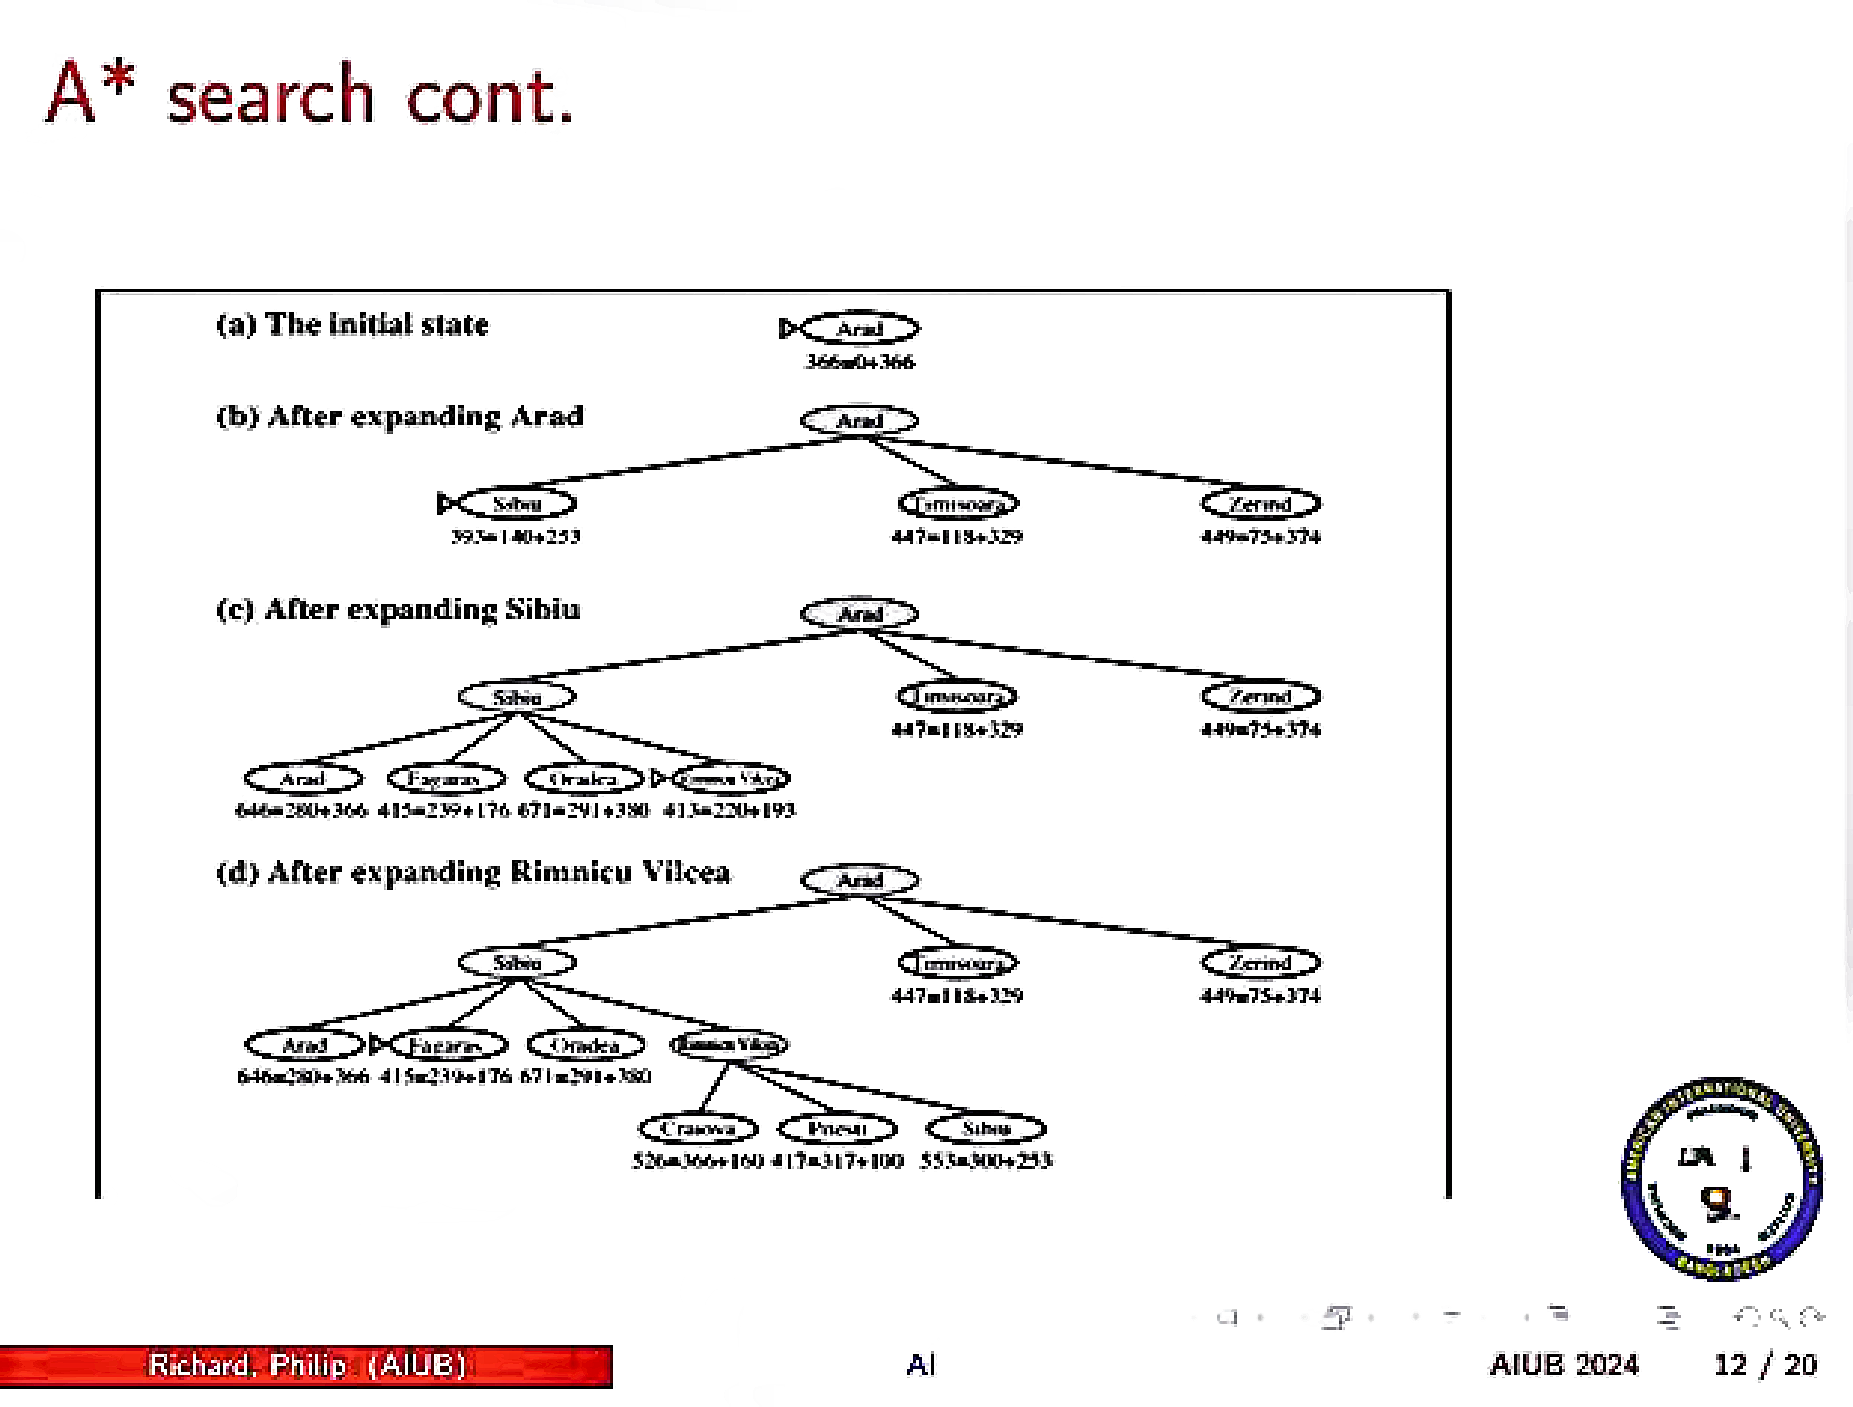 A* search cont.
(a) The initial state
Arad
366=0+366
(b) After expanding Arad
Arad
Sibiu Timisoara Zerind
393=140+253 447=118+329 449=75+374
(c) After expanding Sibiu
Arad
Sibiu Timisoara Zerind
447=118+329 449=75+374
Arad Fagaras Oradea Rimnicu Vilcea
646=280+366 415=239+176 671=291+380 413=220+193
(d) After expanding Rimnicu Vilcea
Arad
Sibiu Timisoara Zerind
447=118+329 449=75+374
Arad Fagaras Oradea Rimnicu Vilcea
646=280+366 415=239+176 671=291+380
Craiova Pitesti Sibiu
526=366+160 417=317+100 553=300+253
Richard, Philip (AIUB) AI AIUB 2024 12 / 20